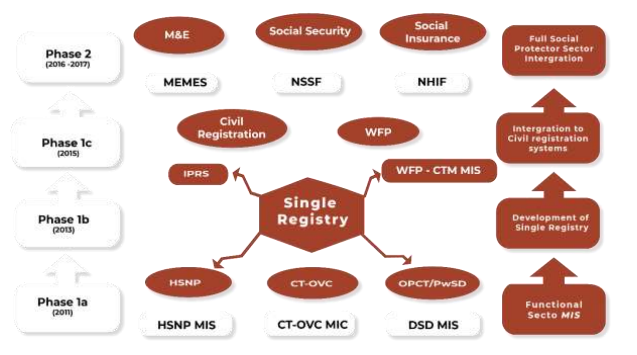 Phase 2
(2016 -2017)
M&E
Social Security
Social
Insurance
Full Social
Protector Sector
Intergration
MEMES
NSSF
NHIF
Phase 1c
(2015)
Civil
Registration
WFP
Intergration to
Civil registration
systems
IPRS
WFP - CTM MIS
Single
Registry
Phase 1b
(2013)
Development of
Single Registry
Phase 1a
(2011)
HSNP
CT-OVC
OPCT/PwSD
Functional
Secto MIS
HSNP MIS
CT-OVC MIC
DSD MIS